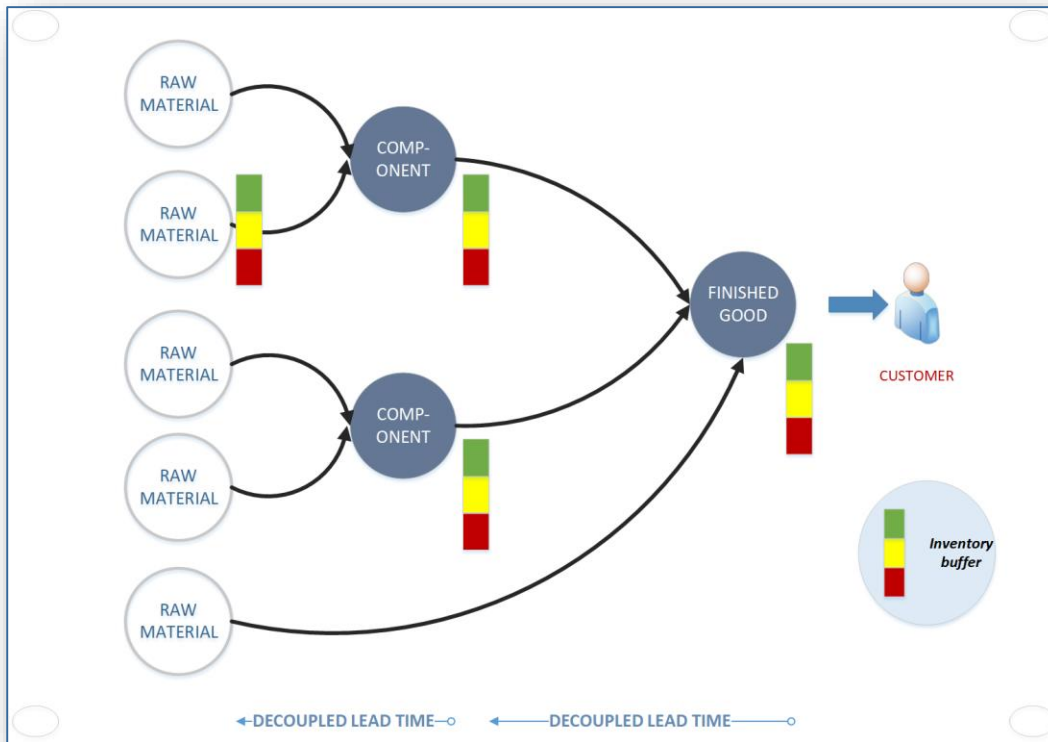 RAW
MATERIAL
COMP-
ONENT
RAW
MATERIAL
FINISHED
GOOD
CUSTOMER
RAW
MATERIAL
COMP-
ONENT
RAW
MATERIAL
Inventory
buffer
RAW
MATERIAL
DECOUPLED LEAD TIME
DECOUPLED LEAD TIME